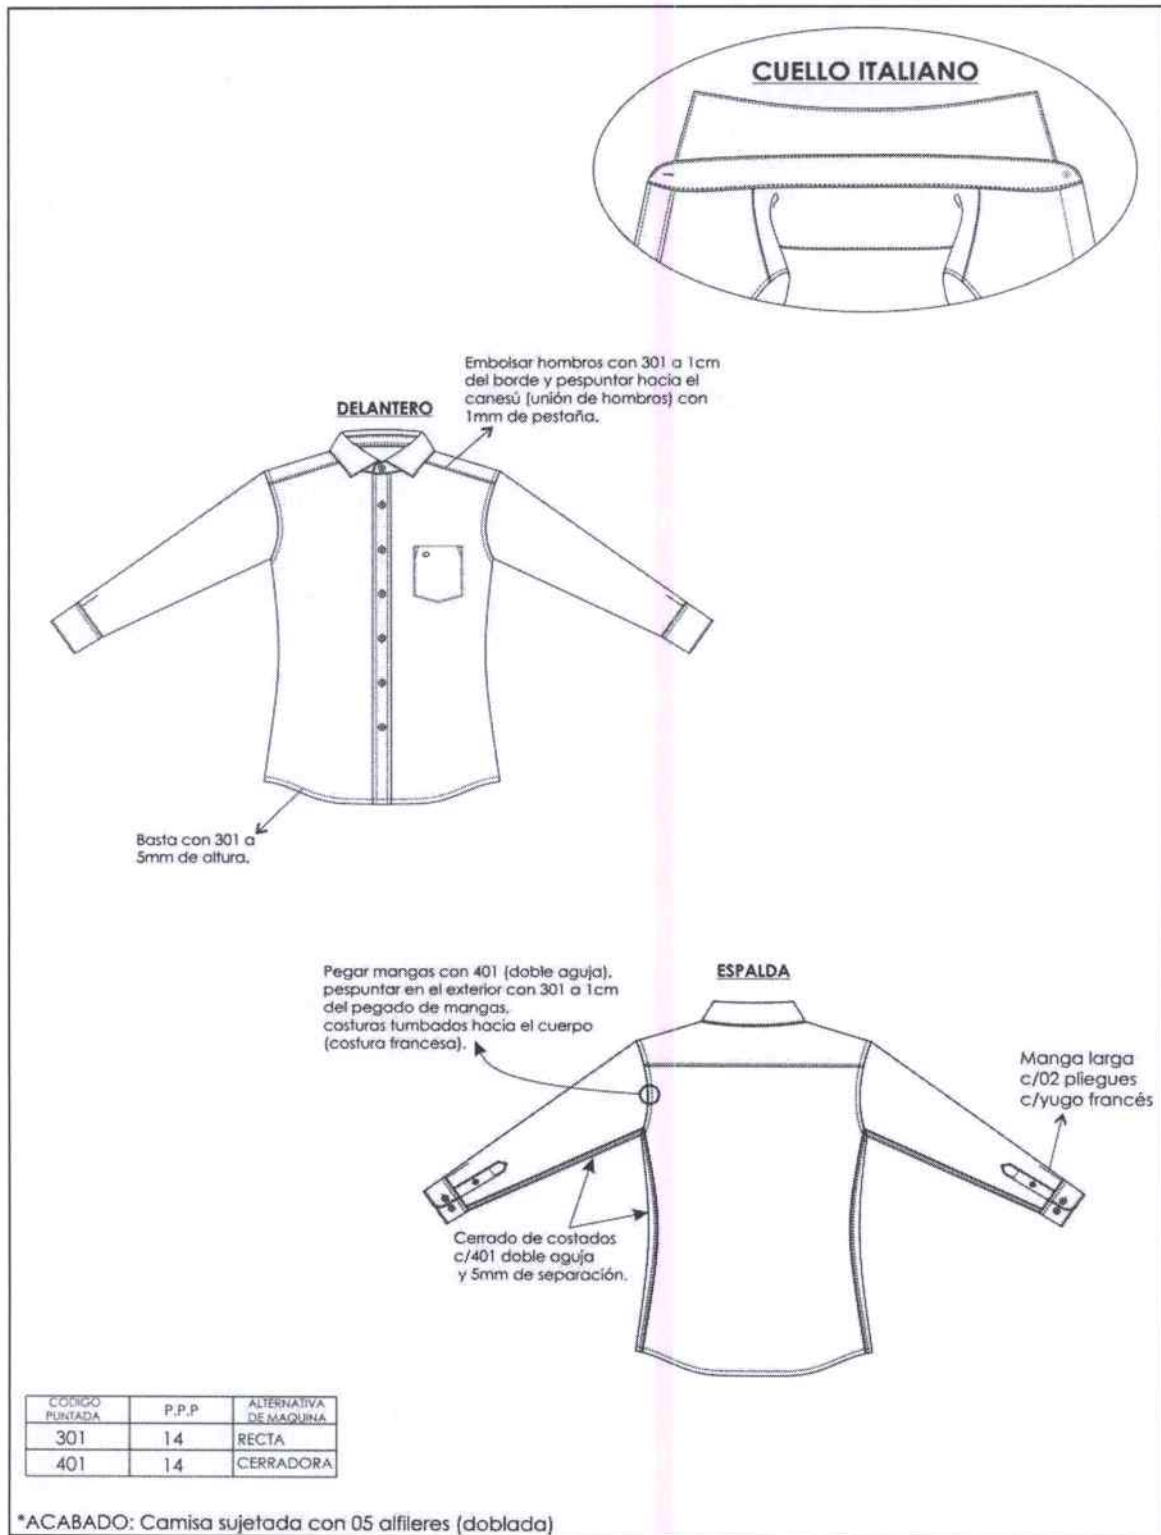 CUELLO ITALIANO
Embolsar hombros con 301 a 1cm
del borde y pespuntar hacia el
canesú (unión de hombros) con
1mm de pestaña.
DELANTERO
Basta con 301 a
5mm de altura.
Pegar mangas con 401 (doble aguja),
pespuntar en el exterior con 301 a 1cm
del pegado de mangas,
costuras tumbados hacia el cuerpo
(costura francesa).
ESPALDA
Manga larga
c/02 pliegues
c/yugo francés
Cerrado de costados
c/401 doble aguja
y 5mm de separación.
CODIGO PUNTADA P.P.P ALTERNATIVA DE MAQUINA
301 14 RECTA
401 14 CERRADORA
*ACABADO: Camisa sujetada con 05 alfileres (doblada)